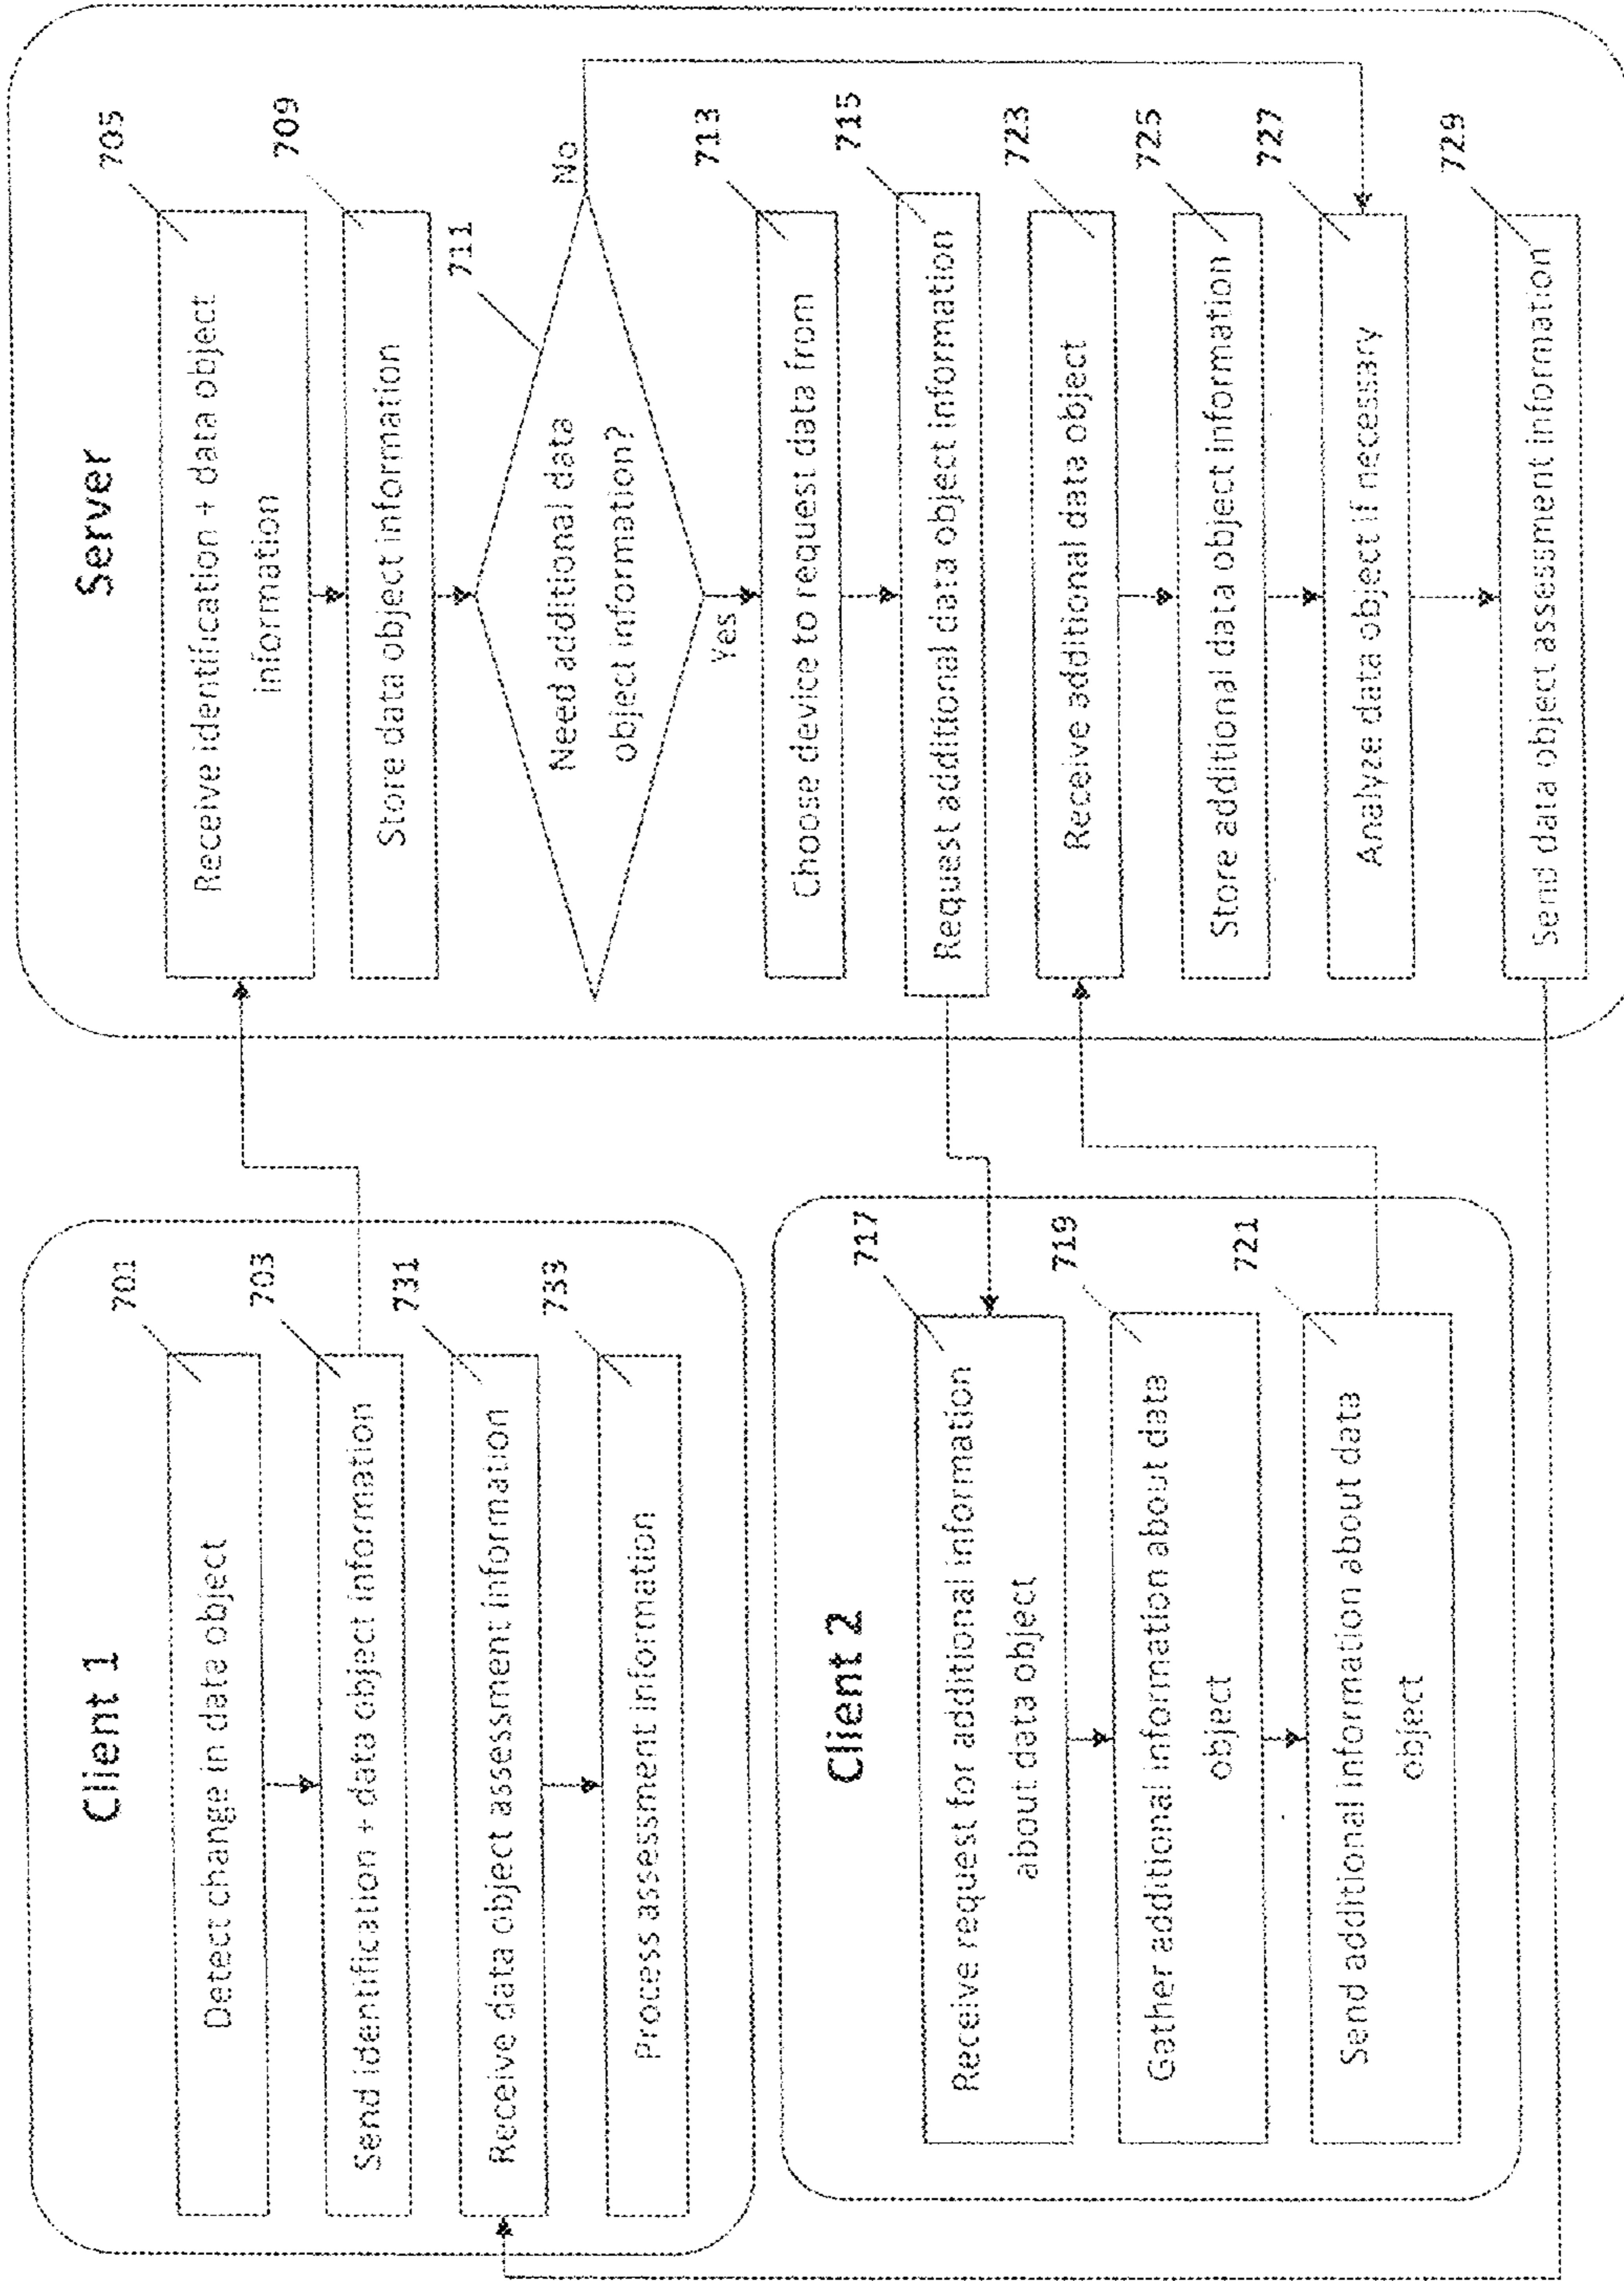 Client 1
701
Detect change in data object
703
Send identification + data object information
731
Receive data object assessment information
733
Process assessment information
Client 2
717
Receive request for additional information
about data object
719
Gather additional information about data
object
721
Send additional information about data
object
Server
705
Receive identification + data object
information
709
Store data object information
711
Need additional data
object information?
No
Yes
713
Choose device to request data from
715
Request additional data object information
723
Receive additional data object
725
Store additional data object information
727
Analyze data object if necessary
729
Send data object assessment information